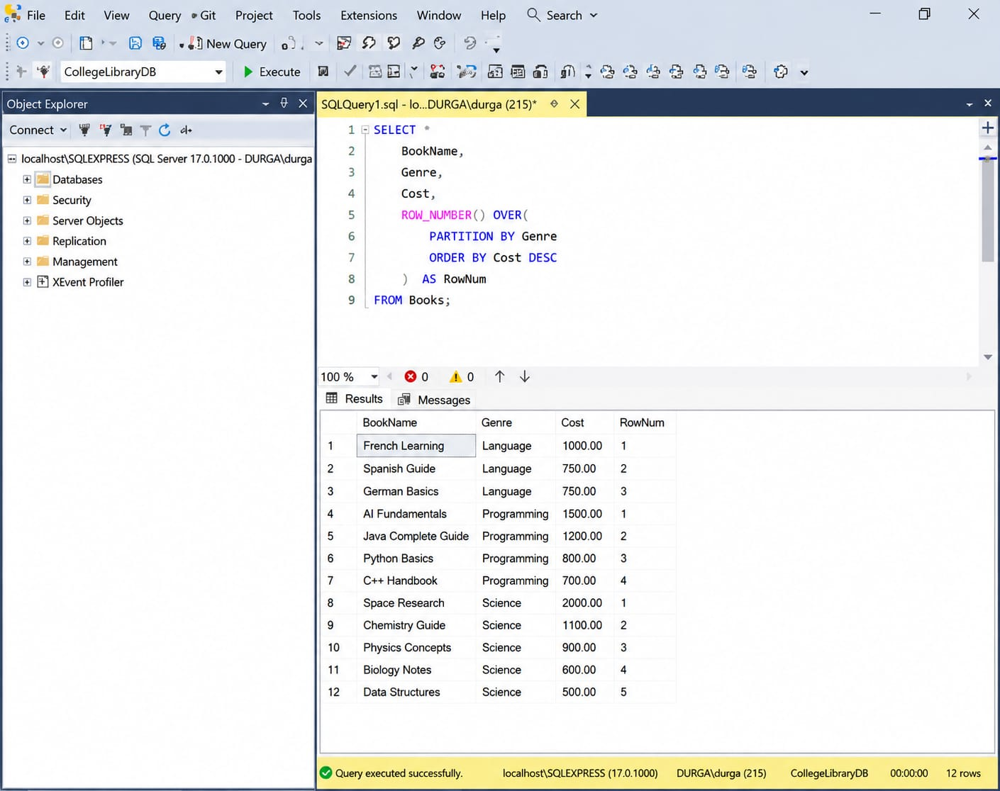 File Edit View Query Git Project Tools Extensions Window Help Search
New Query
CollegeLibraryDB Execute
Object Explorer
Connect
localhost\SQLEXPRESS (SQL Server 17.0.1000 - DURGA\durga
Databases
Security
Server Objects
Replication
Management
XEvent Profiler
SQLQuery1.sql - lo...DURGA\durga (215)*
1 SELECT *
2 BookName,
3 Genre,
4 Cost,
5 ROW_NUMBER() OVER(
6 PARTITION BY Genre
7 ORDER BY Cost DESC
8 ) AS RowNum
9 FROM Books;
100 % 0 0
Results Messages
BookName Genre Cost RowNum
1 French Learning Language 1000.00 1
2 Spanish Guide Language 750.00 2
3 German Basics Language 750.00 3
4 AI Fundamentals Programming 1500.00 1
5 Java Complete Guide Programming 1200.00 2
6 Python Basics Programming 800.00 3
7 C++ Handbook Programming 700.00 4
8 Space Research Science 2000.00 1
9 Chemistry Guide Science 1100.00 2
10 Physics Concepts Science 900.00 3
11 Biology Notes Science 600.00 4
12 Data Structures Science 500.00 5
Query executed successfully. localhost\SQLEXPRESS (17.0.1000) DURGA\durga (215) CollegeLibraryDB 00:00:00 12 rows